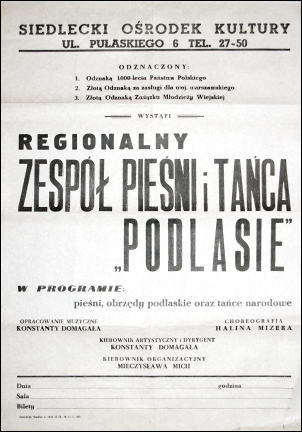 SIEDLECKI OŚRODEK KULTURY
UL. PUŁASKIEGO 6 TEL. 27-50
ODZNACZONY:
1. Odznaką 1000-lecia Państwa Polskiego
2. Złotą Odznaką za zasługi dla woj. warszawskiego
3. Złotą Odznaką Związku Młodzieży Wiejskiej
WYSTĄPI
REGIONALNY
ZESPÓŁ PIEŚNI i TAŃCA
„PODLASIE"
W PROGRAMIE:
pieśni, obrzędy podlaskie oraz tańce narodowe
OPRACOWANIE MUZYCZNE
KONSTANTY DOMAGAŁA
CHOREOGRAFIA
HALINA MIZERA
KIEROWNIK ARTYSTYCZNY i DYRYGENT
KONSTANTY DOMAGAŁA
KIEROWNIK ORGANIZACYJNY
MIECZYSŁAWA MICH
Dnia godzina
Sala
Bilety